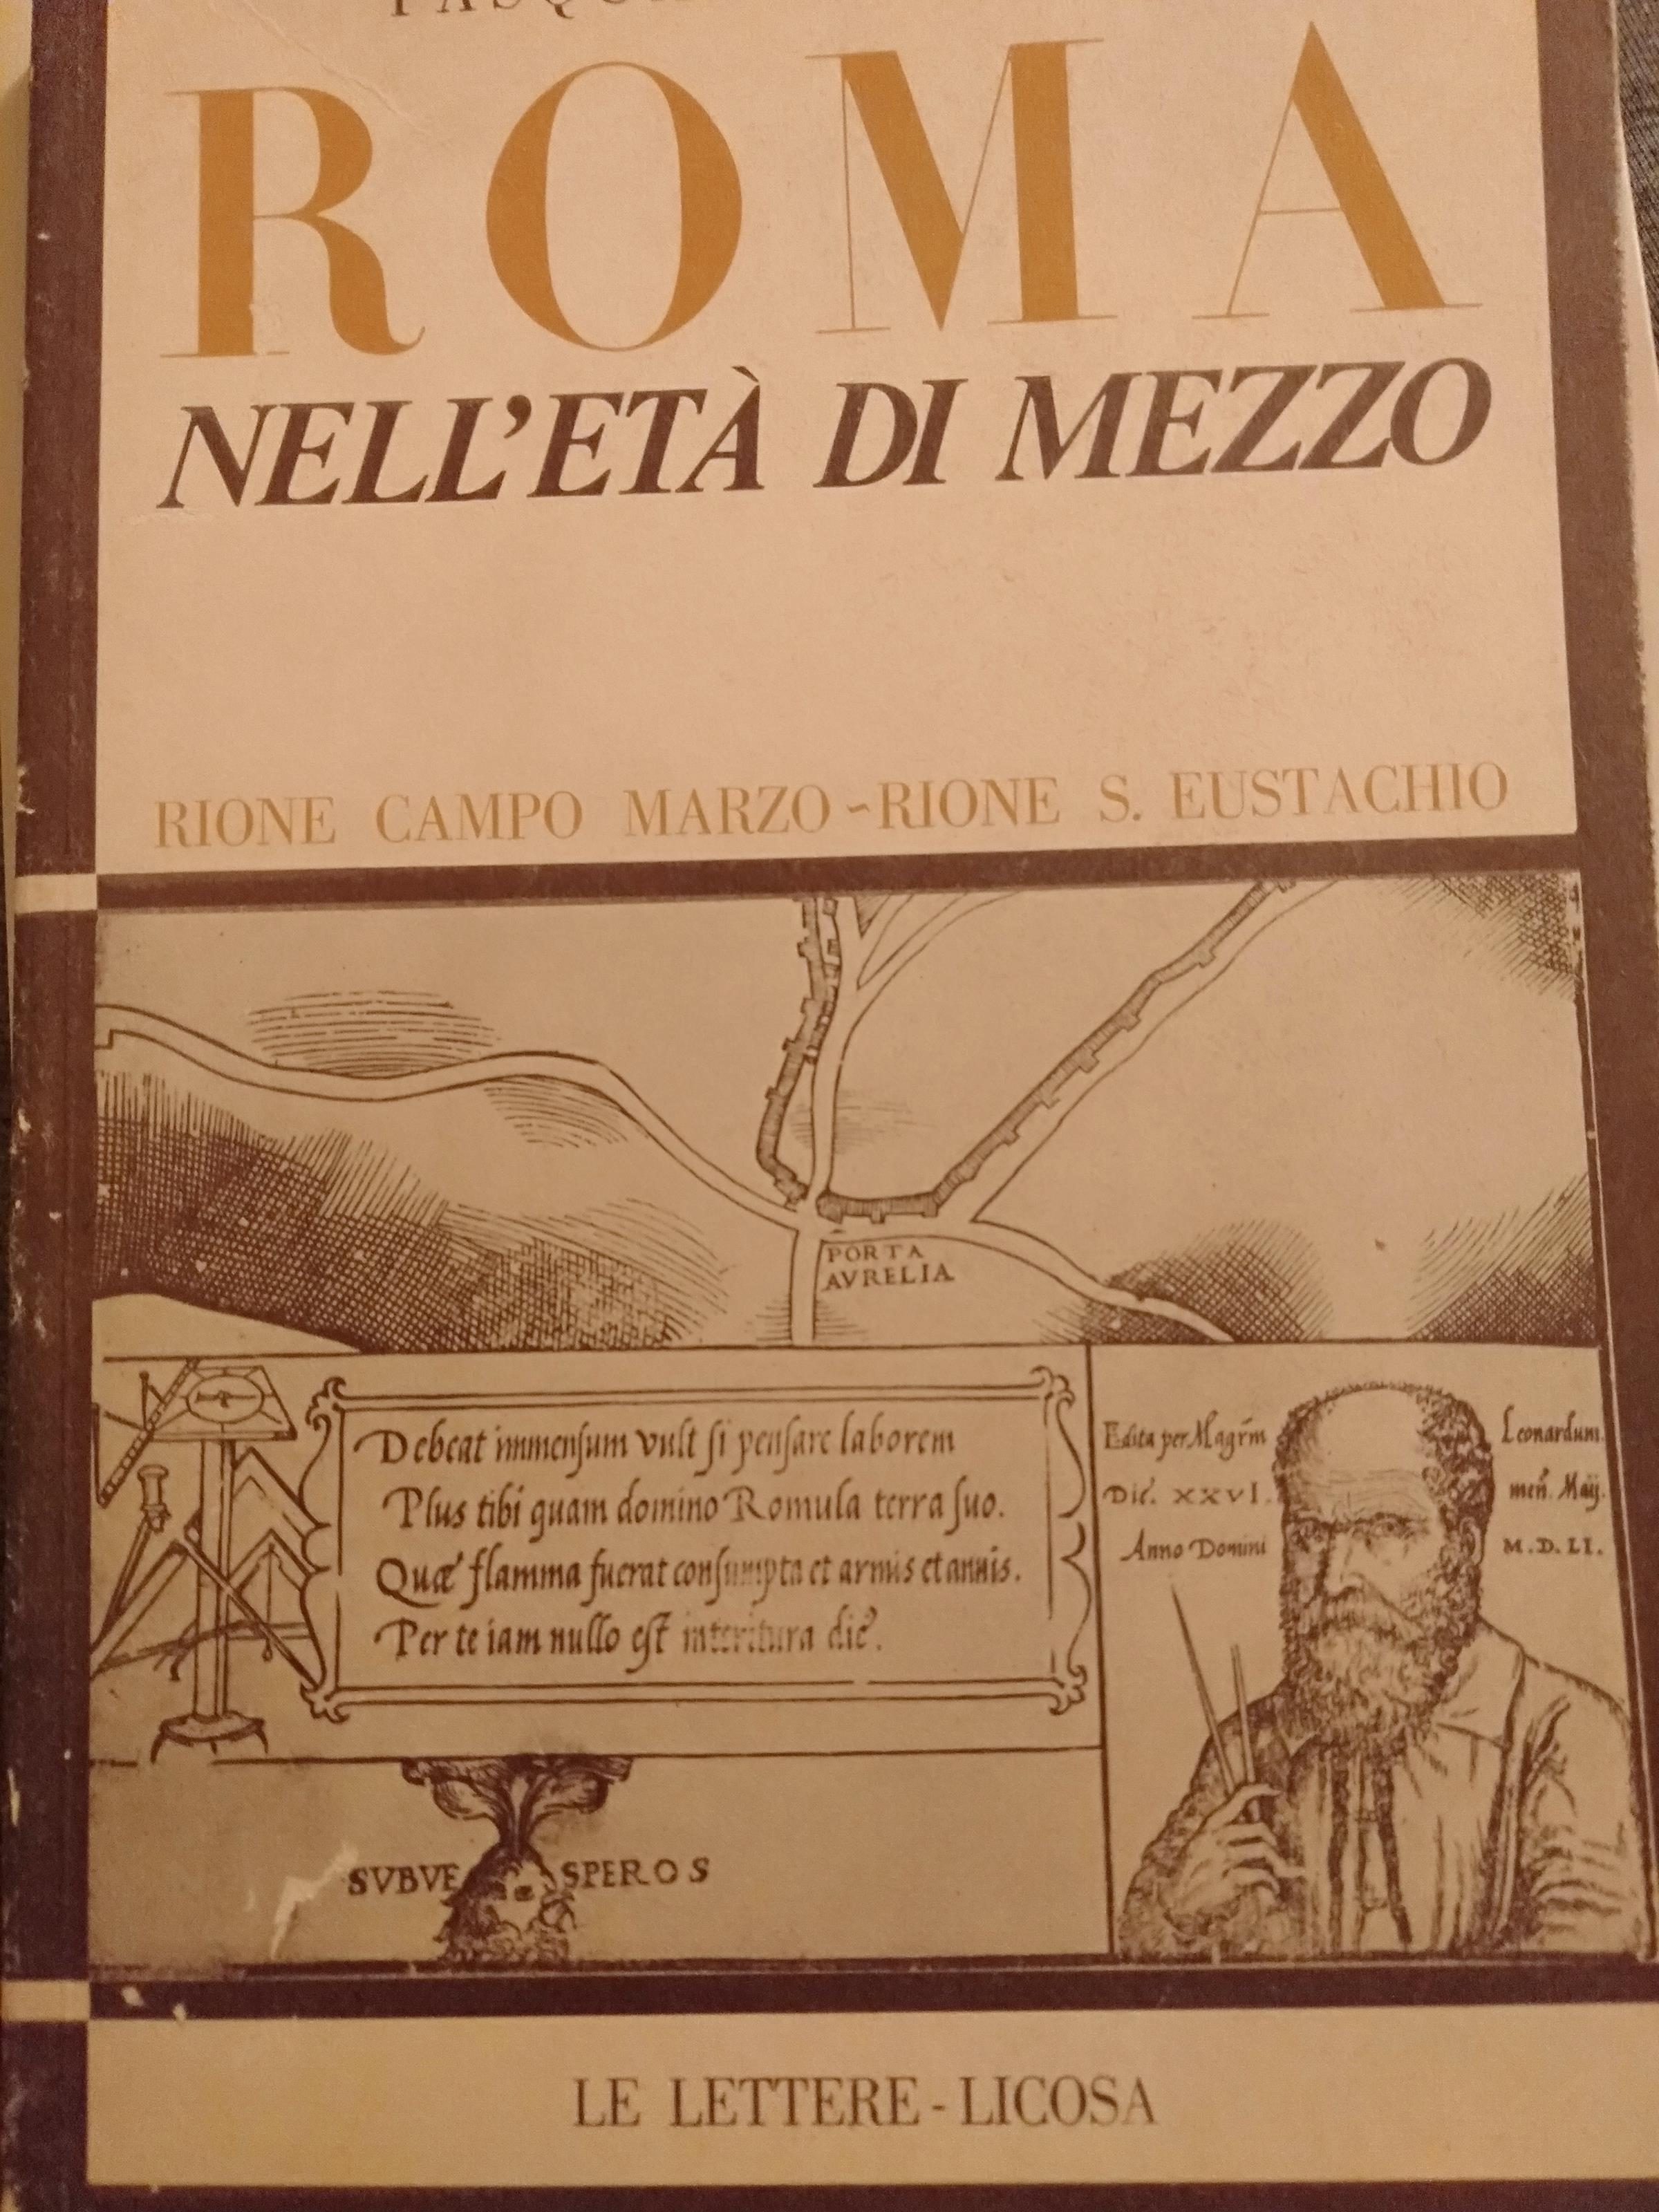 ROMA
NELL'ETÀ DI MEZZO
RIONE CAMPO MARZO ~ RIONE S. EUSTACHIO
PORTA
AVRELIA
Debeat immensum vult si pensare laborem
Plus tibi quam domino Romula terra suo.
Quæ flamma fuerat consumpta et armis et annis.
Per te iam nullo est interitura die.
Edita per Magrm Leonardum.
Die. XXVI. men. Maij.
Anno Domini M.D.LI.
SVBVE SPEROS
LE LETTERE - LICOSA